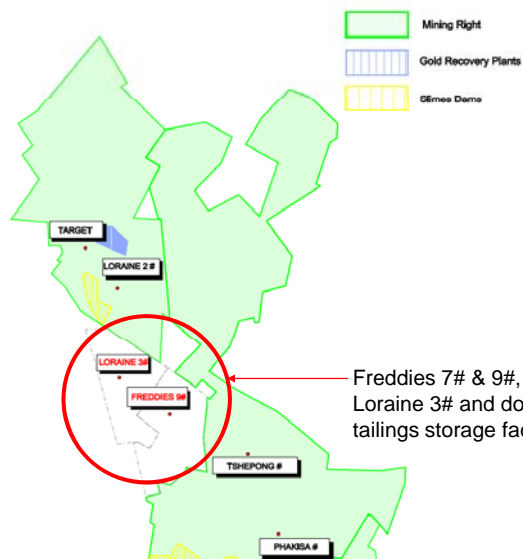 Mining Right
Gold Recovery Plants
Slimes Dams
TARGET
LORAINE 2 #
LORAINE 3#
FREDDIES 9#
Freddies 7# & 9#,
Loraine 3# and do
tailings storage fac
TSHEPONG #
PHAKISA #